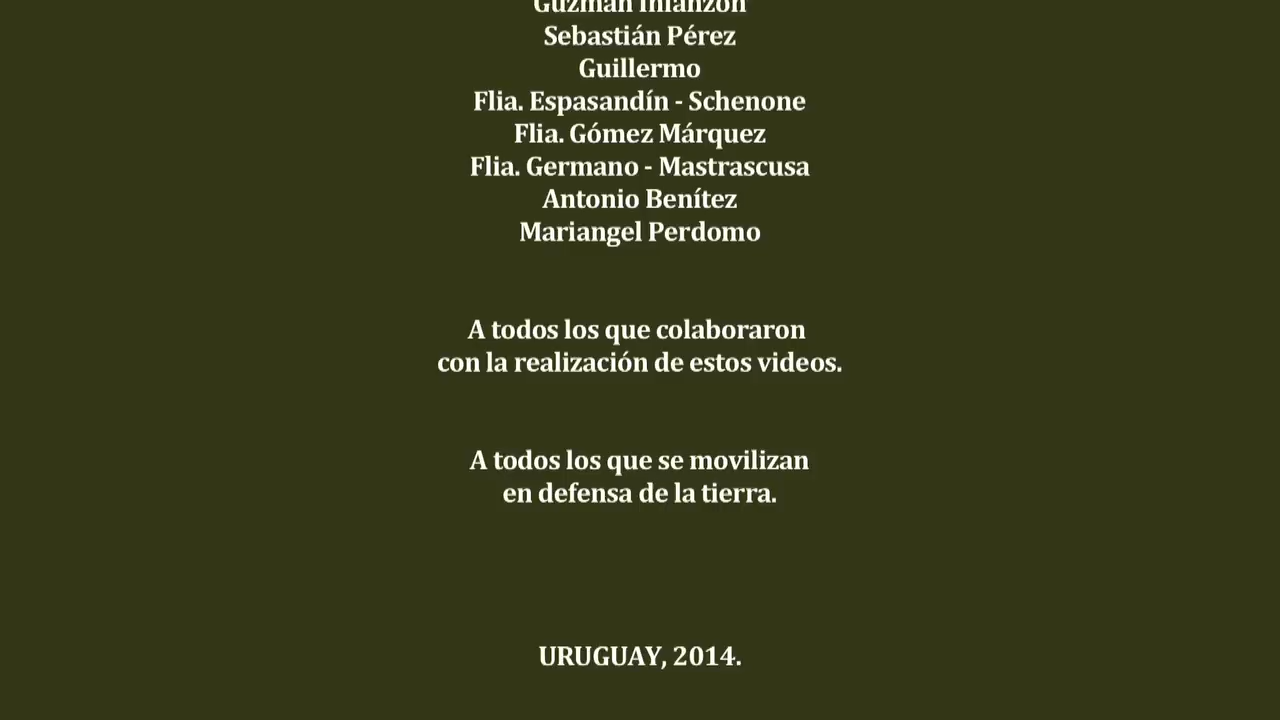 Guzmán Infanzón
Sebastián Pérez
Guillermo
Flia. Espasandín - Schenone
Flia. Gómez Márquez
Flia. Germano - Mastrascusa
Antonio Benítez
Mariangel Perdomo
A todos los que colaboraron
con la realización de estos videos.
A todos los que se movilizan
en defensa de la tierra.
URUGUAY, 2014.